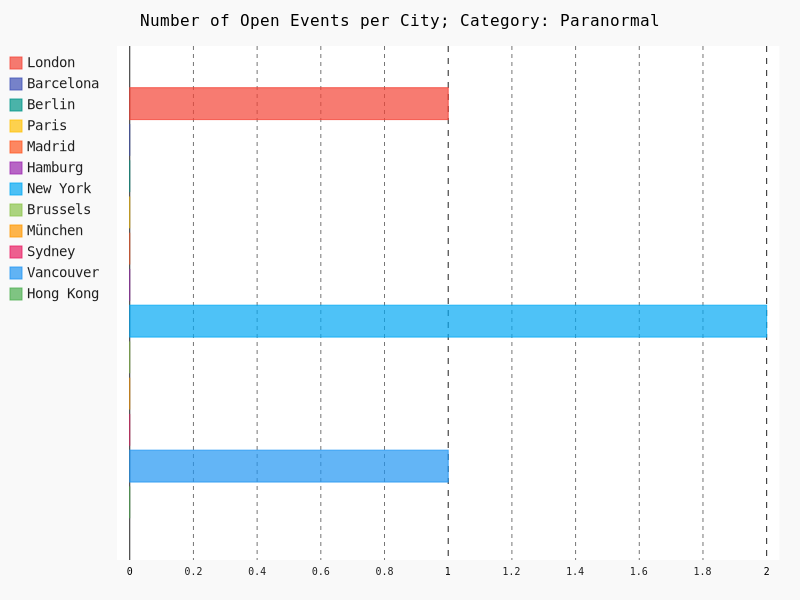 Number of Open Events per City; Category: Paranormal
London
Barcelona
Berlin
Paris
Madrid
Hamburg
New York
Brussels
München
Sydney
Vancouver
Hong Kong
0 0.2 0.4 0.6 0.8 1 1.2 1.4 1.6 1.8 2